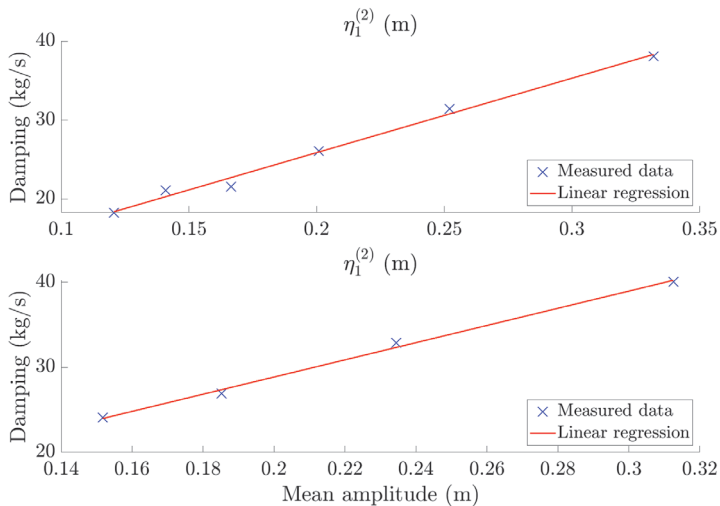 η₁⁽²⁾ (m)
40
30
20
Damping (kg/s)
Measured data
Linear regression
0.1 0.15 0.2 0.25 0.3 0.35
η₁⁽²⁾ (m)
40
30
20
Damping (kg/s)
Measured data
Linear regression
0.14 0.16 0.18 0.2 0.22 0.24 0.26 0.28 0.3 0.32
Mean amplitude (m)